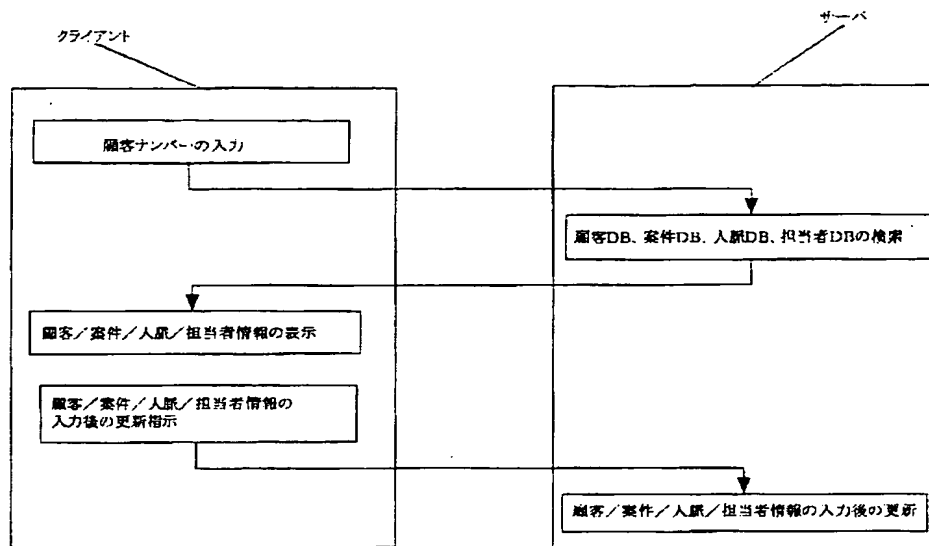 クライアント
サーバ
顧客ナンバーの入力
顧客DB、案件DB、人脈DB、担当者DBの検索
顧客／案件／人脈／担当者情報の表示
顧客／案件／人脈／担当者情報の
入力後の更新指示
顧客／案件／人脈／担当者情報の入力後の更新